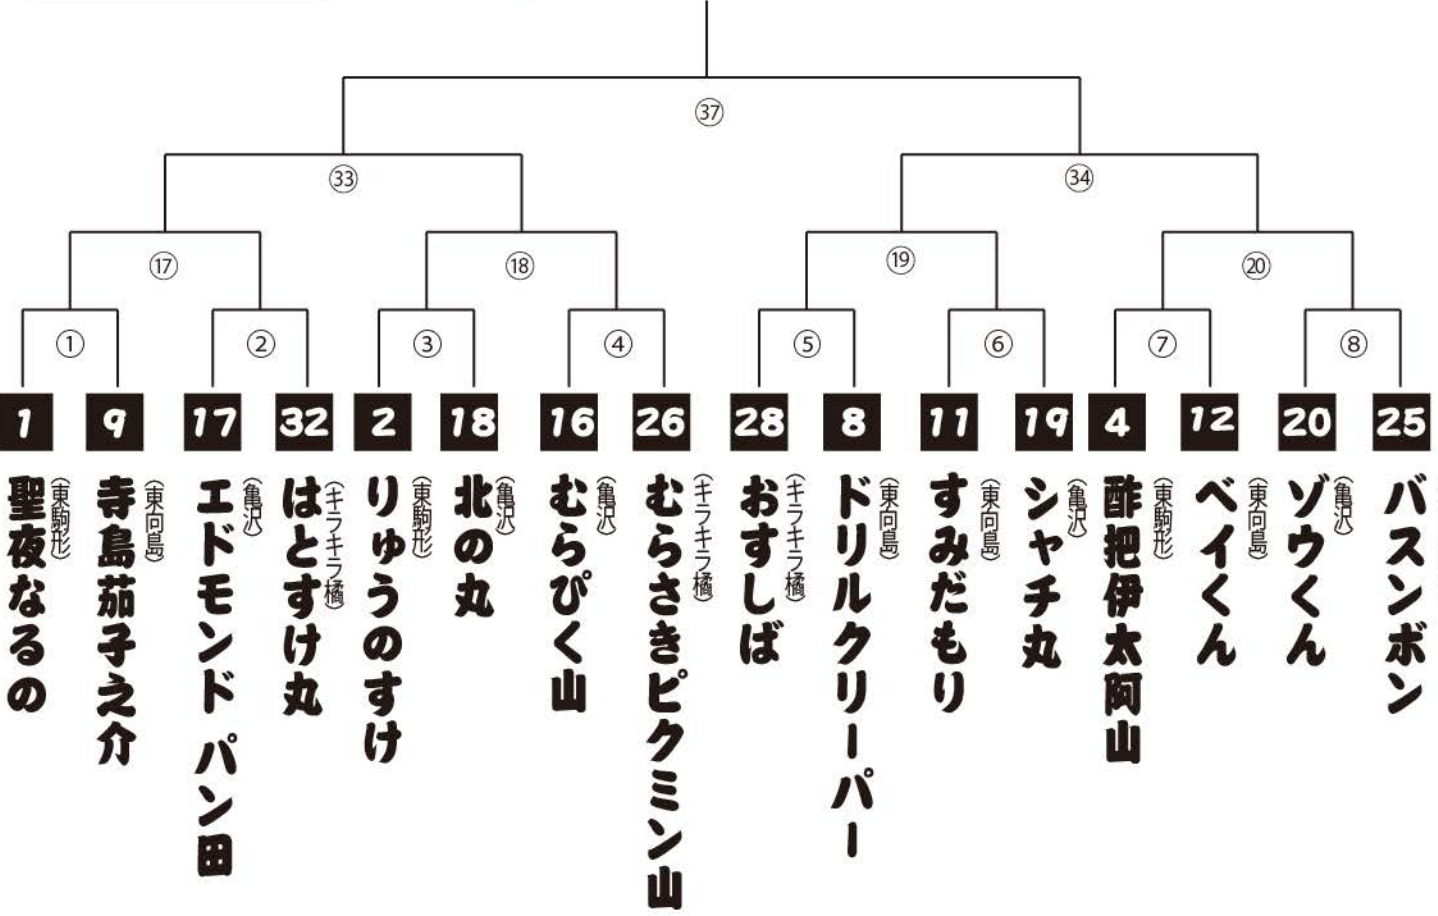 ㊲
㉝
㉞
⑰
⑱
⑲
⑳
①
②
③
④
⑤
⑥
⑦
⑧
1
9
17
32
2
18
16
26
28
8
11
19
4
12
20
25
聖夜なるの
(東駒形)
寺島茄子之介
(東向島)
エドモンド パン田
(亀沢)
はとすけ丸
(キラキラ橘)
りゅうのすけ
(東駒形)
北の丸
(亀沢)
むらぴく山
(亀沢)
むらさきピクミン山
(キラキラ橘)
おすしば
(キラキラ橘)
ドリルクリーパー
(東向島)
すみだもり
(東向島)
シャチ丸
(亀沢)
酢把伊太阿山
(東駒形)
ベイくん
(東向島)
ゾウくん
(亀沢)
バスンボン